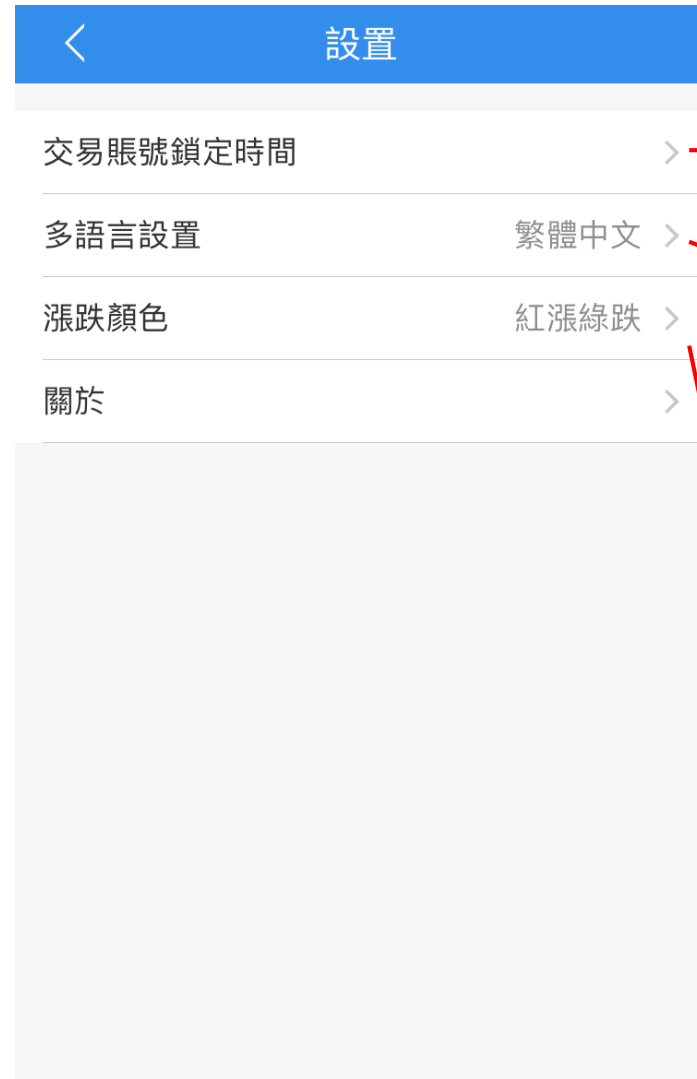 設置
交易賬號鎖定時間
多語言設置 繁體中文
漲跌顏色 紅漲綠跌
關於